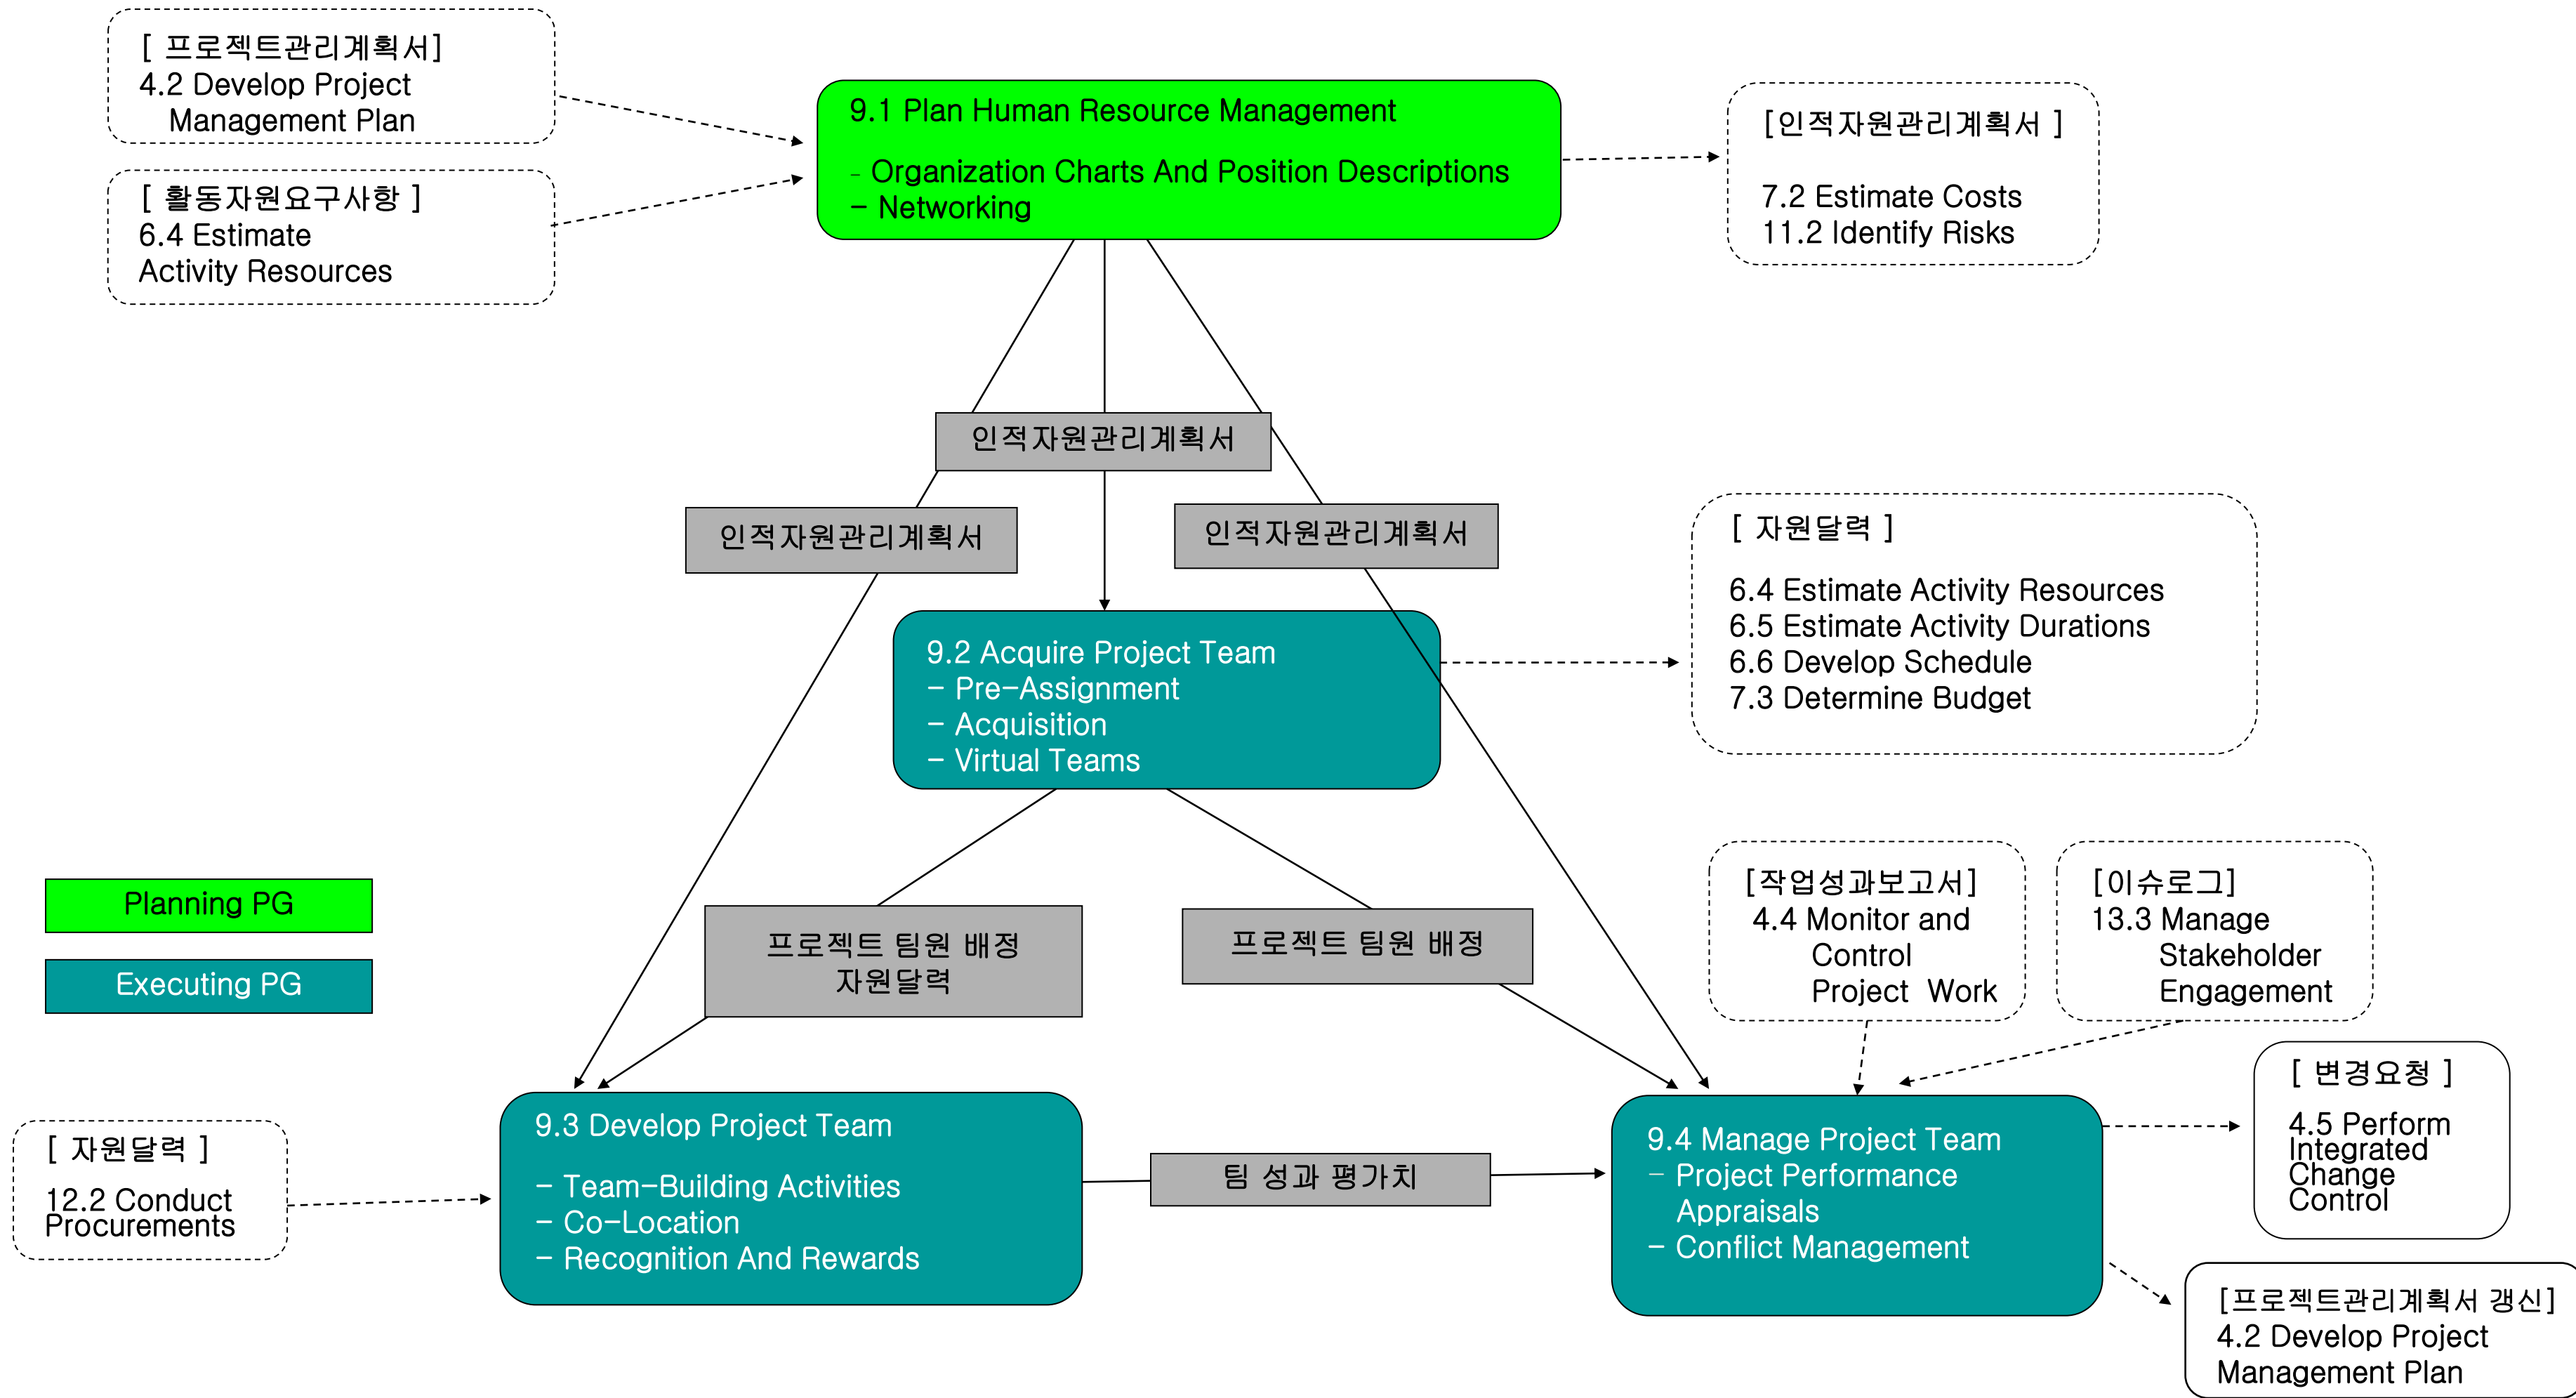 [ 프로젝트관리계획서]
4.2 Develop Project
Management Plan
[ 활동자원요구사항 ]
6.4 Estimate
Activity Resources
9.1 Plan Human Resource Management
- Organization Charts And Position Descriptions
- Networking
[인적자원관리계획서 ]
7.2 Estimate Costs
11.2 Identify Risks
인적자원관리계획서
인적자원관리계획서
인적자원관리계획서
[ 자원달력 ]
6.4 Estimate Activity Resources
6.5 Estimate Activity Durations
6.6 Develop Schedule
7.3 Determine Budget
9.2 Acquire Project Team
- Pre-Assignment
- Acquisition
- Virtual Teams
Planning PG
Executing PG
프로젝트 팀원 배정
자원달력
프로젝트 팀원 배정
[작업성과보고서]
4.4 Monitor and
Control
Project Work
[이슈로그]
13.3 Manage
Stakeholder
Engagement
[ 자원달력 ]
12.2 Conduct
Procurements
9.3 Develop Project Team
- Team-Building Activities
- Co-Location
- Recognition And Rewards
팀 성과 평가치
9.4 Manage Project Team
- Project Performance
Appraisals
- Conflict Management
[ 변경요청 ]
4.5 Perform
Integrated
Change
Control
[프로젝트관리계획서 갱신]
4.2 Develop Project
Management Plan